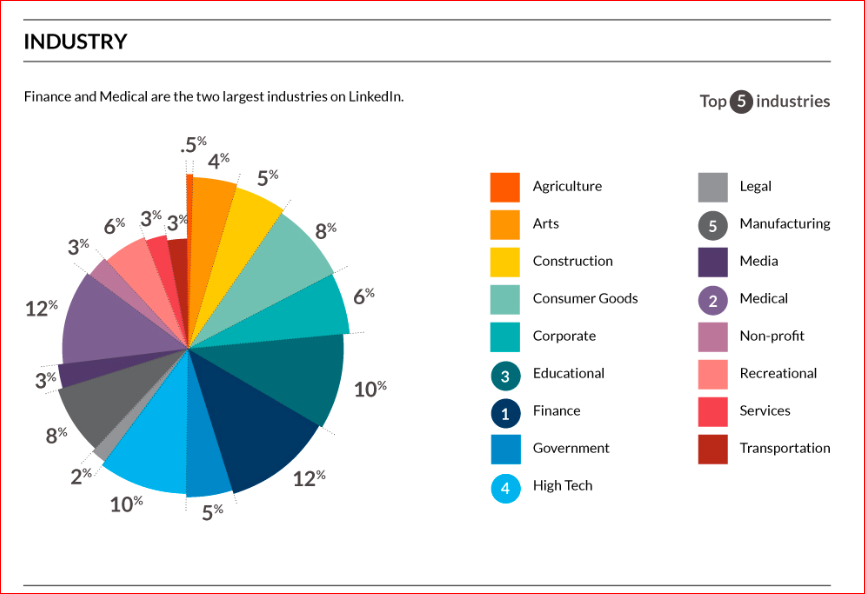 INDUSTRY
Finance and Medical are the two largest industries on LinkedIn.
Top 5 industries
.5%
4%
5%
8%
6%
10%
12%
5%
10%
2%
8%
3%
12%
3%
6%
3%
3%
Agriculture
Arts
Construction
Consumer Goods
Corporate
3 Educational
1 Finance
Government
4 High Tech
Legal
5 Manufacturing
Media
2 Medical
Non-profit
Recreational
Services
Transportation